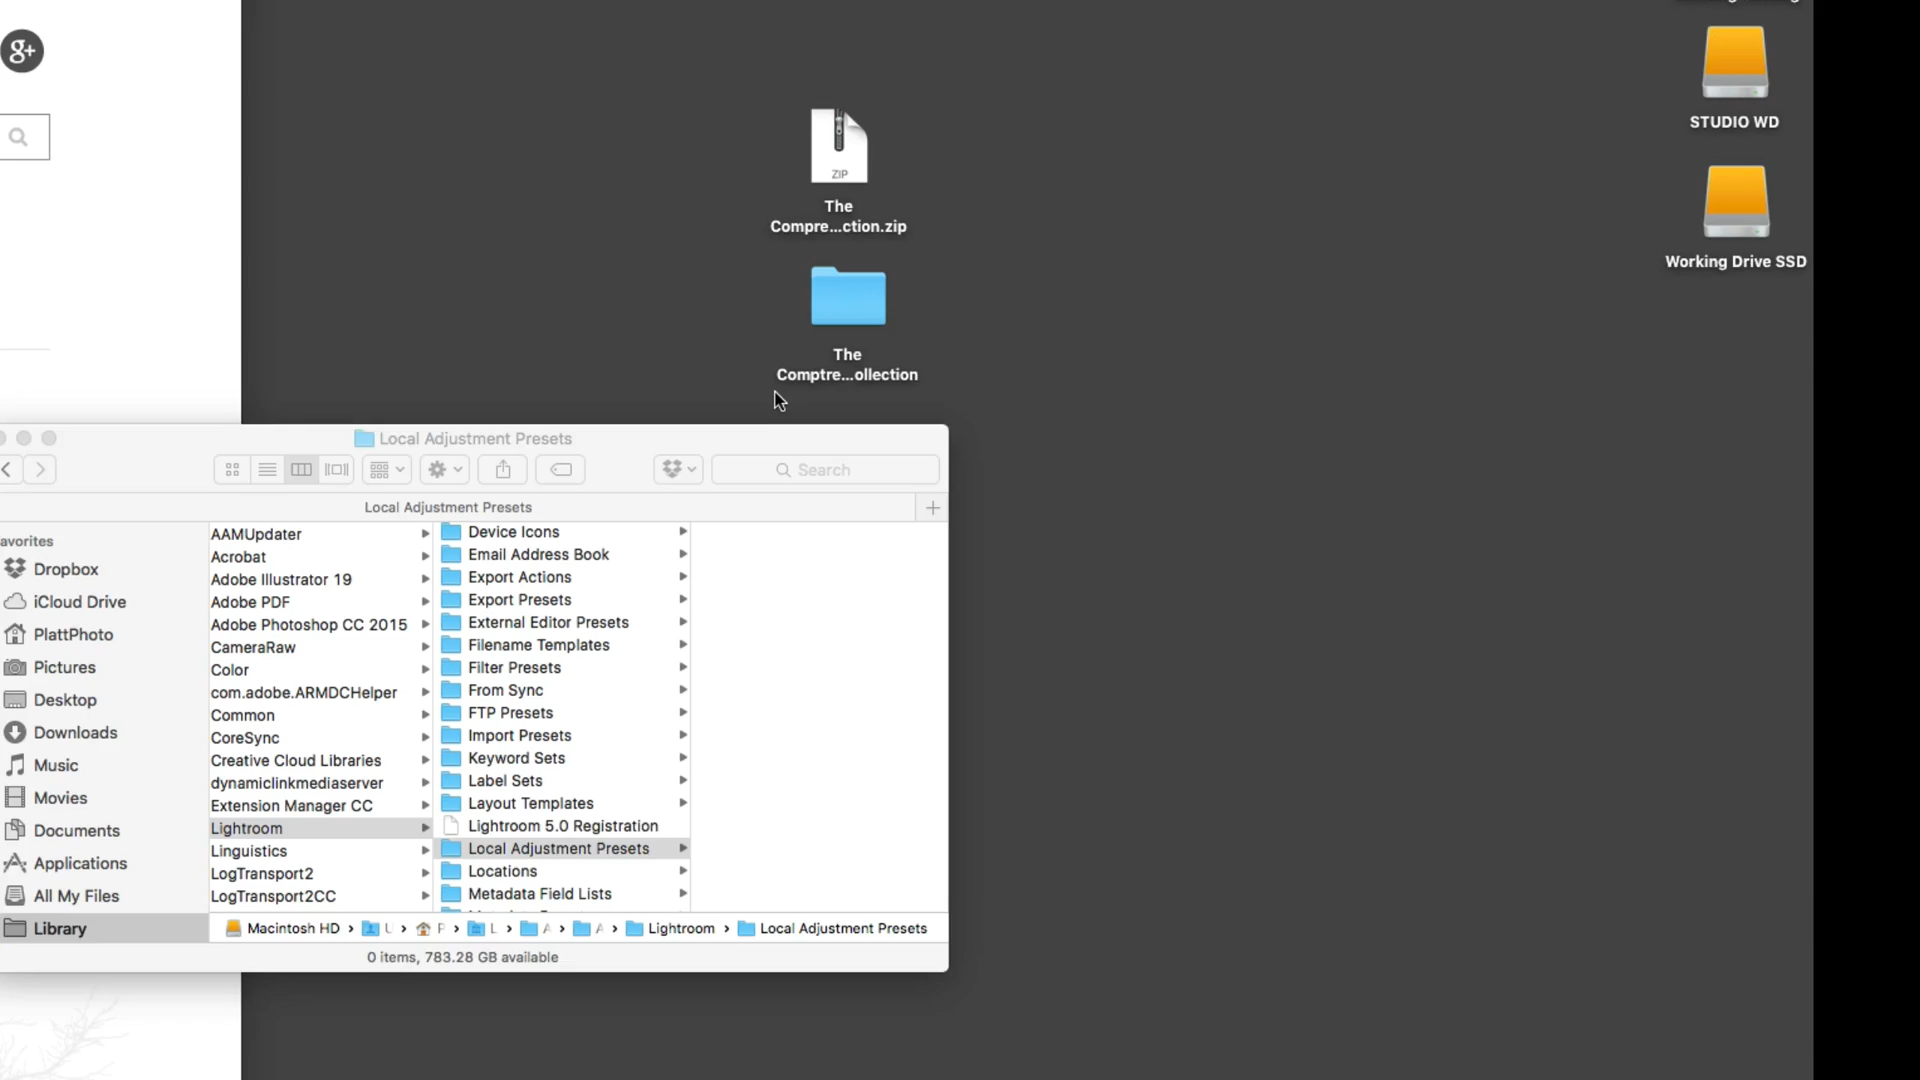 g+
STUDIO WD
Working Drive SSD
ZIP
The
Compre...ction.zip
The
Comptre...ollection
Local Adjustment Presets
Search
Local Adjustment Presets
avorites
Dropbox
iCloud Drive
PlattPhoto
Pictures
Desktop
Downloads
Music
Movies
Documents
Applications
All My Files
Library
AAMUpdater
Acrobat
Adobe Illustrator 19
Adobe PDF
Adobe Photoshop CC 2015
CameraRaw
Color
com.adobe.ARMDCHelper
Common
CoreSync
Creative Cloud Libraries
dynamiclinkmediaserver
Extension Manager CC
Lightroom
Linguistics
LogTransport2
LogTransport2CC
Device Icons
Email Address Book
Export Actions
Export Presets
External Editor Presets
Filename Templates
Filter Presets
From Sync
FTP Presets
Import Presets
Keyword Sets
Label Sets
Layout Templates
Lightroom 5.0 Registration
Local Adjustment Presets
Locations
Metadata Field Lists
Macintosh HD › U › P › L › A › A › Lightroom › Local Adjustment Presets
0 items, 783.28 GB available